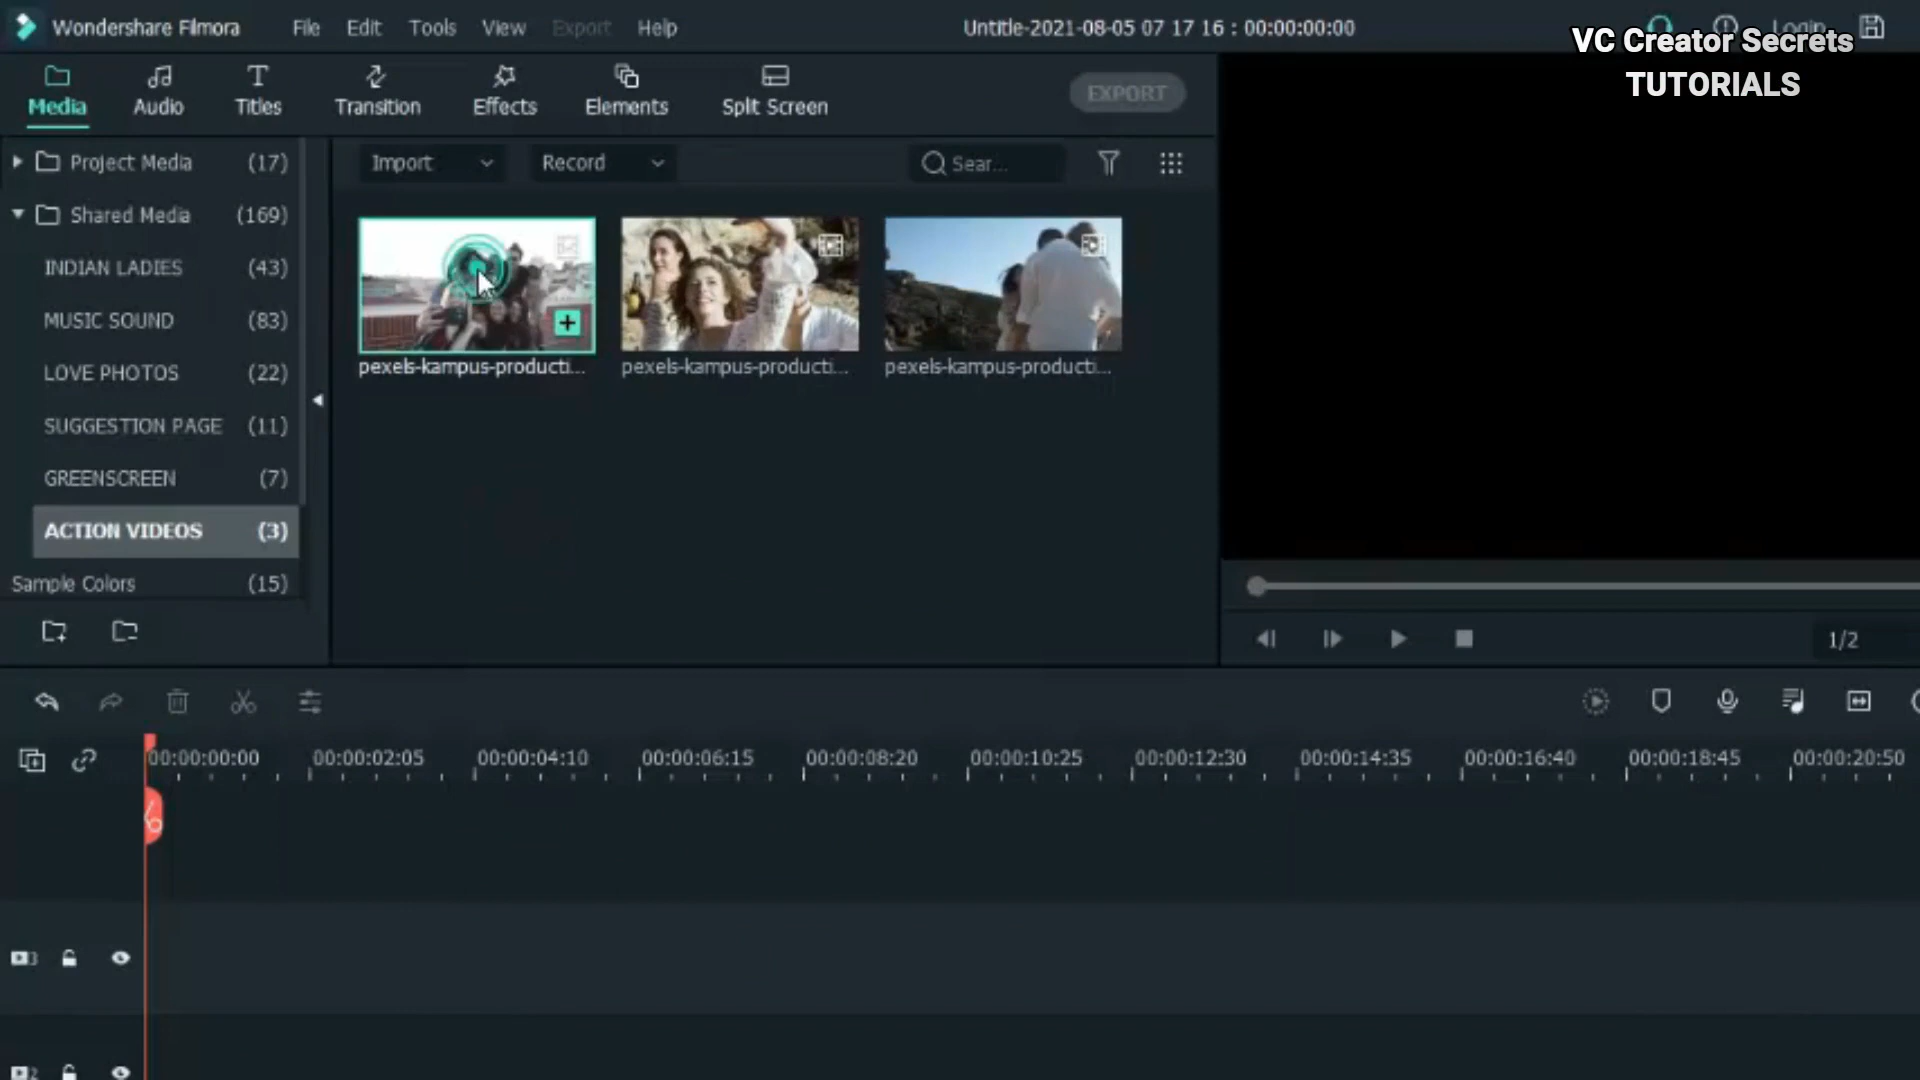 Wondershare Filmora
File
Edit
Tools
View
Export
Help
Untitle-2021-08-05 07 17 16 : 00:00:00:00
Login
VC Creator Secrets
TUTORIALS
Media
Audio
Titles
Transition
Effects
Elements
Split Screen
EXPORT
Project Media (17)
Shared Media (169)
INDIAN LADIES (43)
MUSIC SOUND (83)
LOVE PHOTOS (22)
SUGGESTION PAGE (11)
GREENSCREEN (7)
ACTION VIDEOS (3)
Sample Colors (15)
Import
Record
Sear...
pexels-kampus-producti...
pexels-kampus-producti...
pexels-kampus-producti...
1/2
00:00:00:00
00:00:02:05
00:00:04:10
00:00:06:15
00:00:08:20
00:00:10:25
00:00:12:30
00:00:14:35
00:00:16:40
00:00:18:45
00:00:20:50
3
2